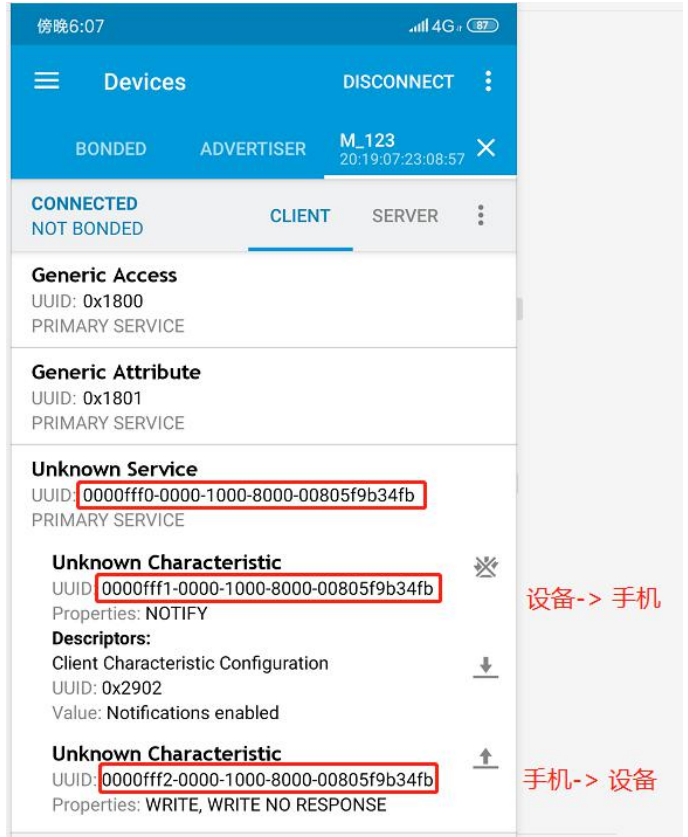 傍晚6:07
4G 87
Devices
DISCONNECT
BONDED
ADVERTISER
M_123
20:19:07:23:08:57
CONNECTED
NOT BONDED
CLIENT
SERVER
Generic Access
UUID: 0x1800
PRIMARY SERVICE
Generic Attribute
UUID: 0x1801
PRIMARY SERVICE
Unknown Service
UUID: 0000fff0-0000-1000-8000-00805f9b34fb
PRIMARY SERVICE
Unknown Characteristic
UUID: 0000fff1-0000-1000-8000-00805f9b34fb
Properties: NOTIFY
设备-> 手机
Descriptors:
Client Characteristic Configuration
UUID: 0x2902
Value: Notifications enabled
Unknown Characteristic
UUID: 0000fff2-0000-1000-8000-00805f9b34fb
手机-> 设备
Properties: WRITE, WRITE NO RESPONSE